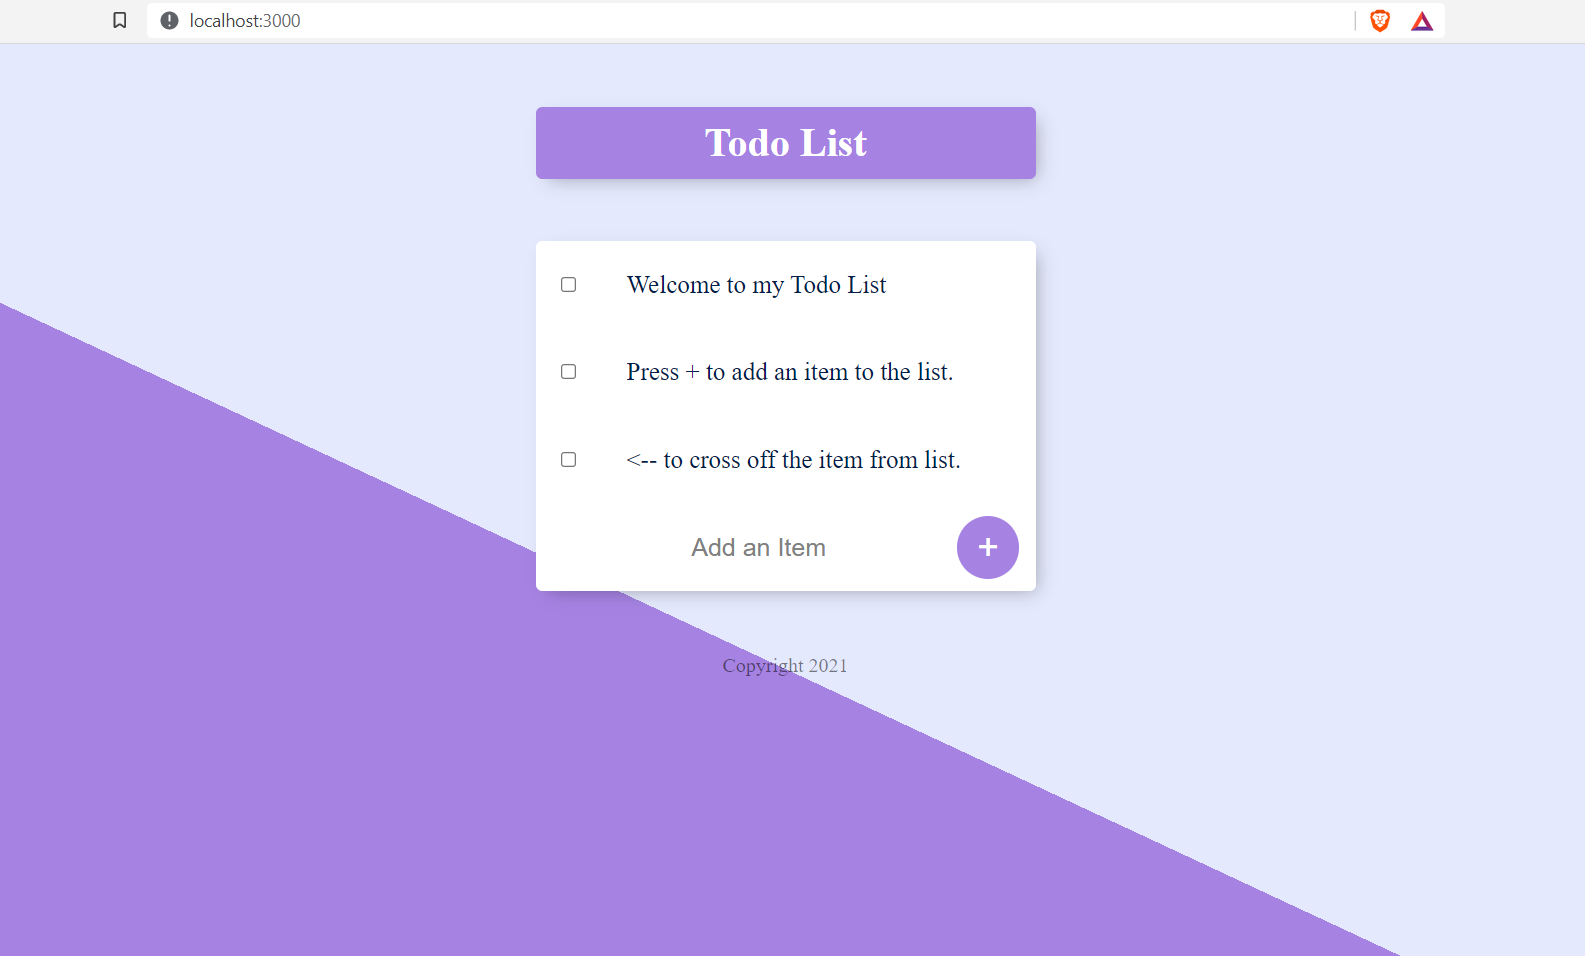 localhost:3000
Todo List
Welcome to my Todo List
Press + to add an item to the list.
<-- to cross off the item from list.
Add an Item
+
Copyright 2021